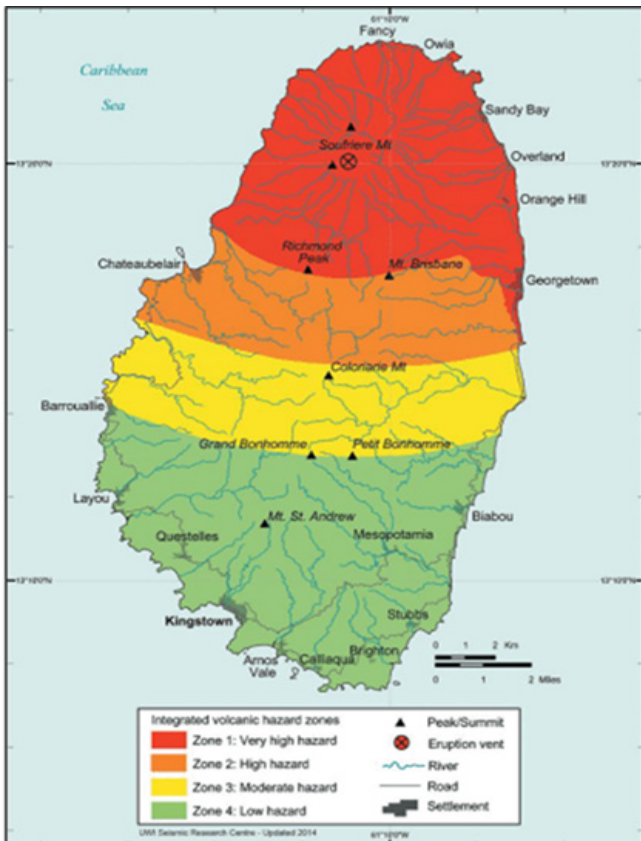 61°10'0"W
Fancy
Owia
Caribbean
Sea
Sandy Bay
Soufriere Mt
13°20'0"N
Overland
13°20'0"N
Orange Hill
Richmond
Peak
Mt. Brisbane
Chateaubelair
Georgetown
Colonarie Mt
Barrouallie
Grand Bonhomme
Petit Bonhomme
Layou
Mt. St. Andrew
Biabou
Questelles
Mesopotamia
13°10'0"N
13°10'0"N
Kingstown
Stubbs
Brighton
Arnos
Vale
Calliaqua
0 1 2 Km
0 1 2 Miles
Integrated volcanic hazard zones
Zone 1: Very high hazard
Zone 2: High hazard
Zone 3: Moderate hazard
Zone 4: Low hazard
Peak/Summit
Eruption vent
River
Road
Settlement
UWI Seismic Research Centre - Updated 2014
61°10'0"W